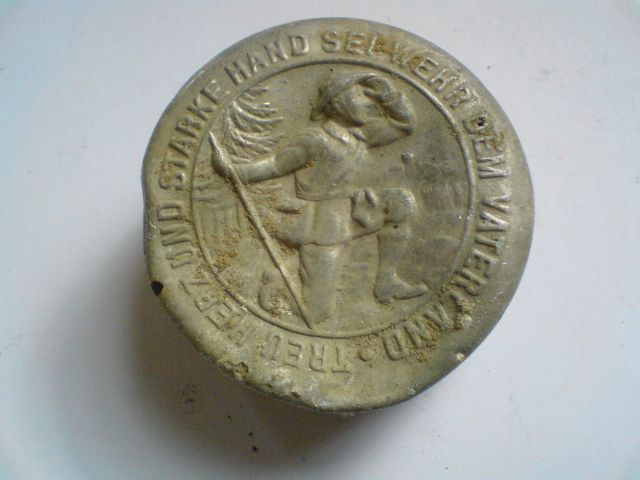 TREU HERZ UND STARKE HAND SEI WEHR DEM VATERLAND •